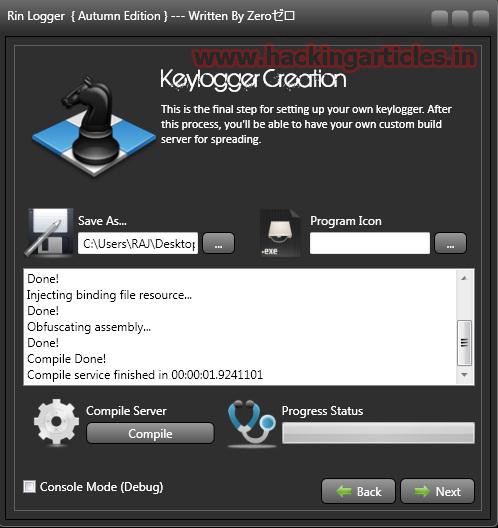 Rin Logger { Autumn Edition } --- Written By Zeroゼロ
www.hackingarticles.in
Keylogger Creation
This is the final step for setting up your own keylogger. After
this process, you'll be able to have your own custom build
server for spreading.
Save As...
C:\Users\RAJ\Desktop
...
Program Icon
-exe
...
Done!
Injecting binding file resource...
Done!
Obfuscating assembly...
Done!
Compile Done!
Compile service finished in 00:00:01.9241101
Compile Server
Compile
Progress Status
Console Mode (Debug)
Back
Next